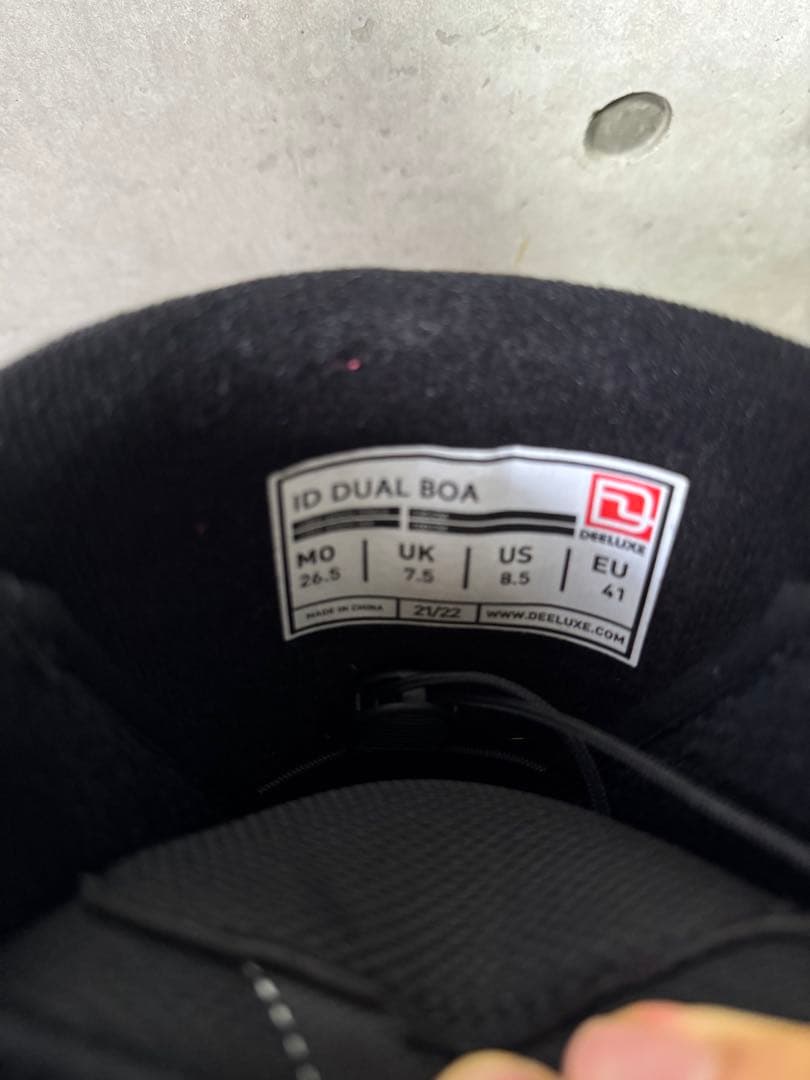 ID DUAL BOA
DEELUXE
MO UK US EU
26.5 7.5 8.5 41
MADE IN CHINA 21/22 WWW.DEELUXE.COM